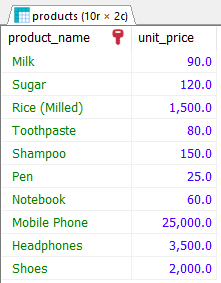 products (10r × 2c)
product_name unit_price
Milk 90.0
Sugar 120.0
Rice (Milled) 1,500.0
Toothpaste 80.0
Shampoo 150.0
Pen 25.0
Notebook 60.0
Mobile Phone 25,000.0
Headphones 3,500.0
Shoes 2,000.0